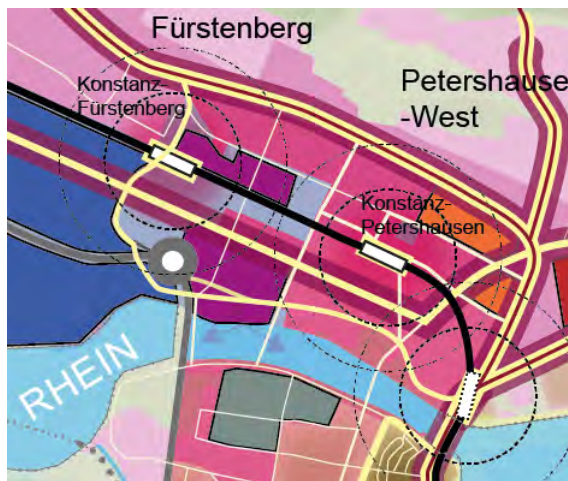 Fürstenberg
Konstanz-
Fürstenberg
Petershause
-West
Konstanz-
Petershausen
RHEIN